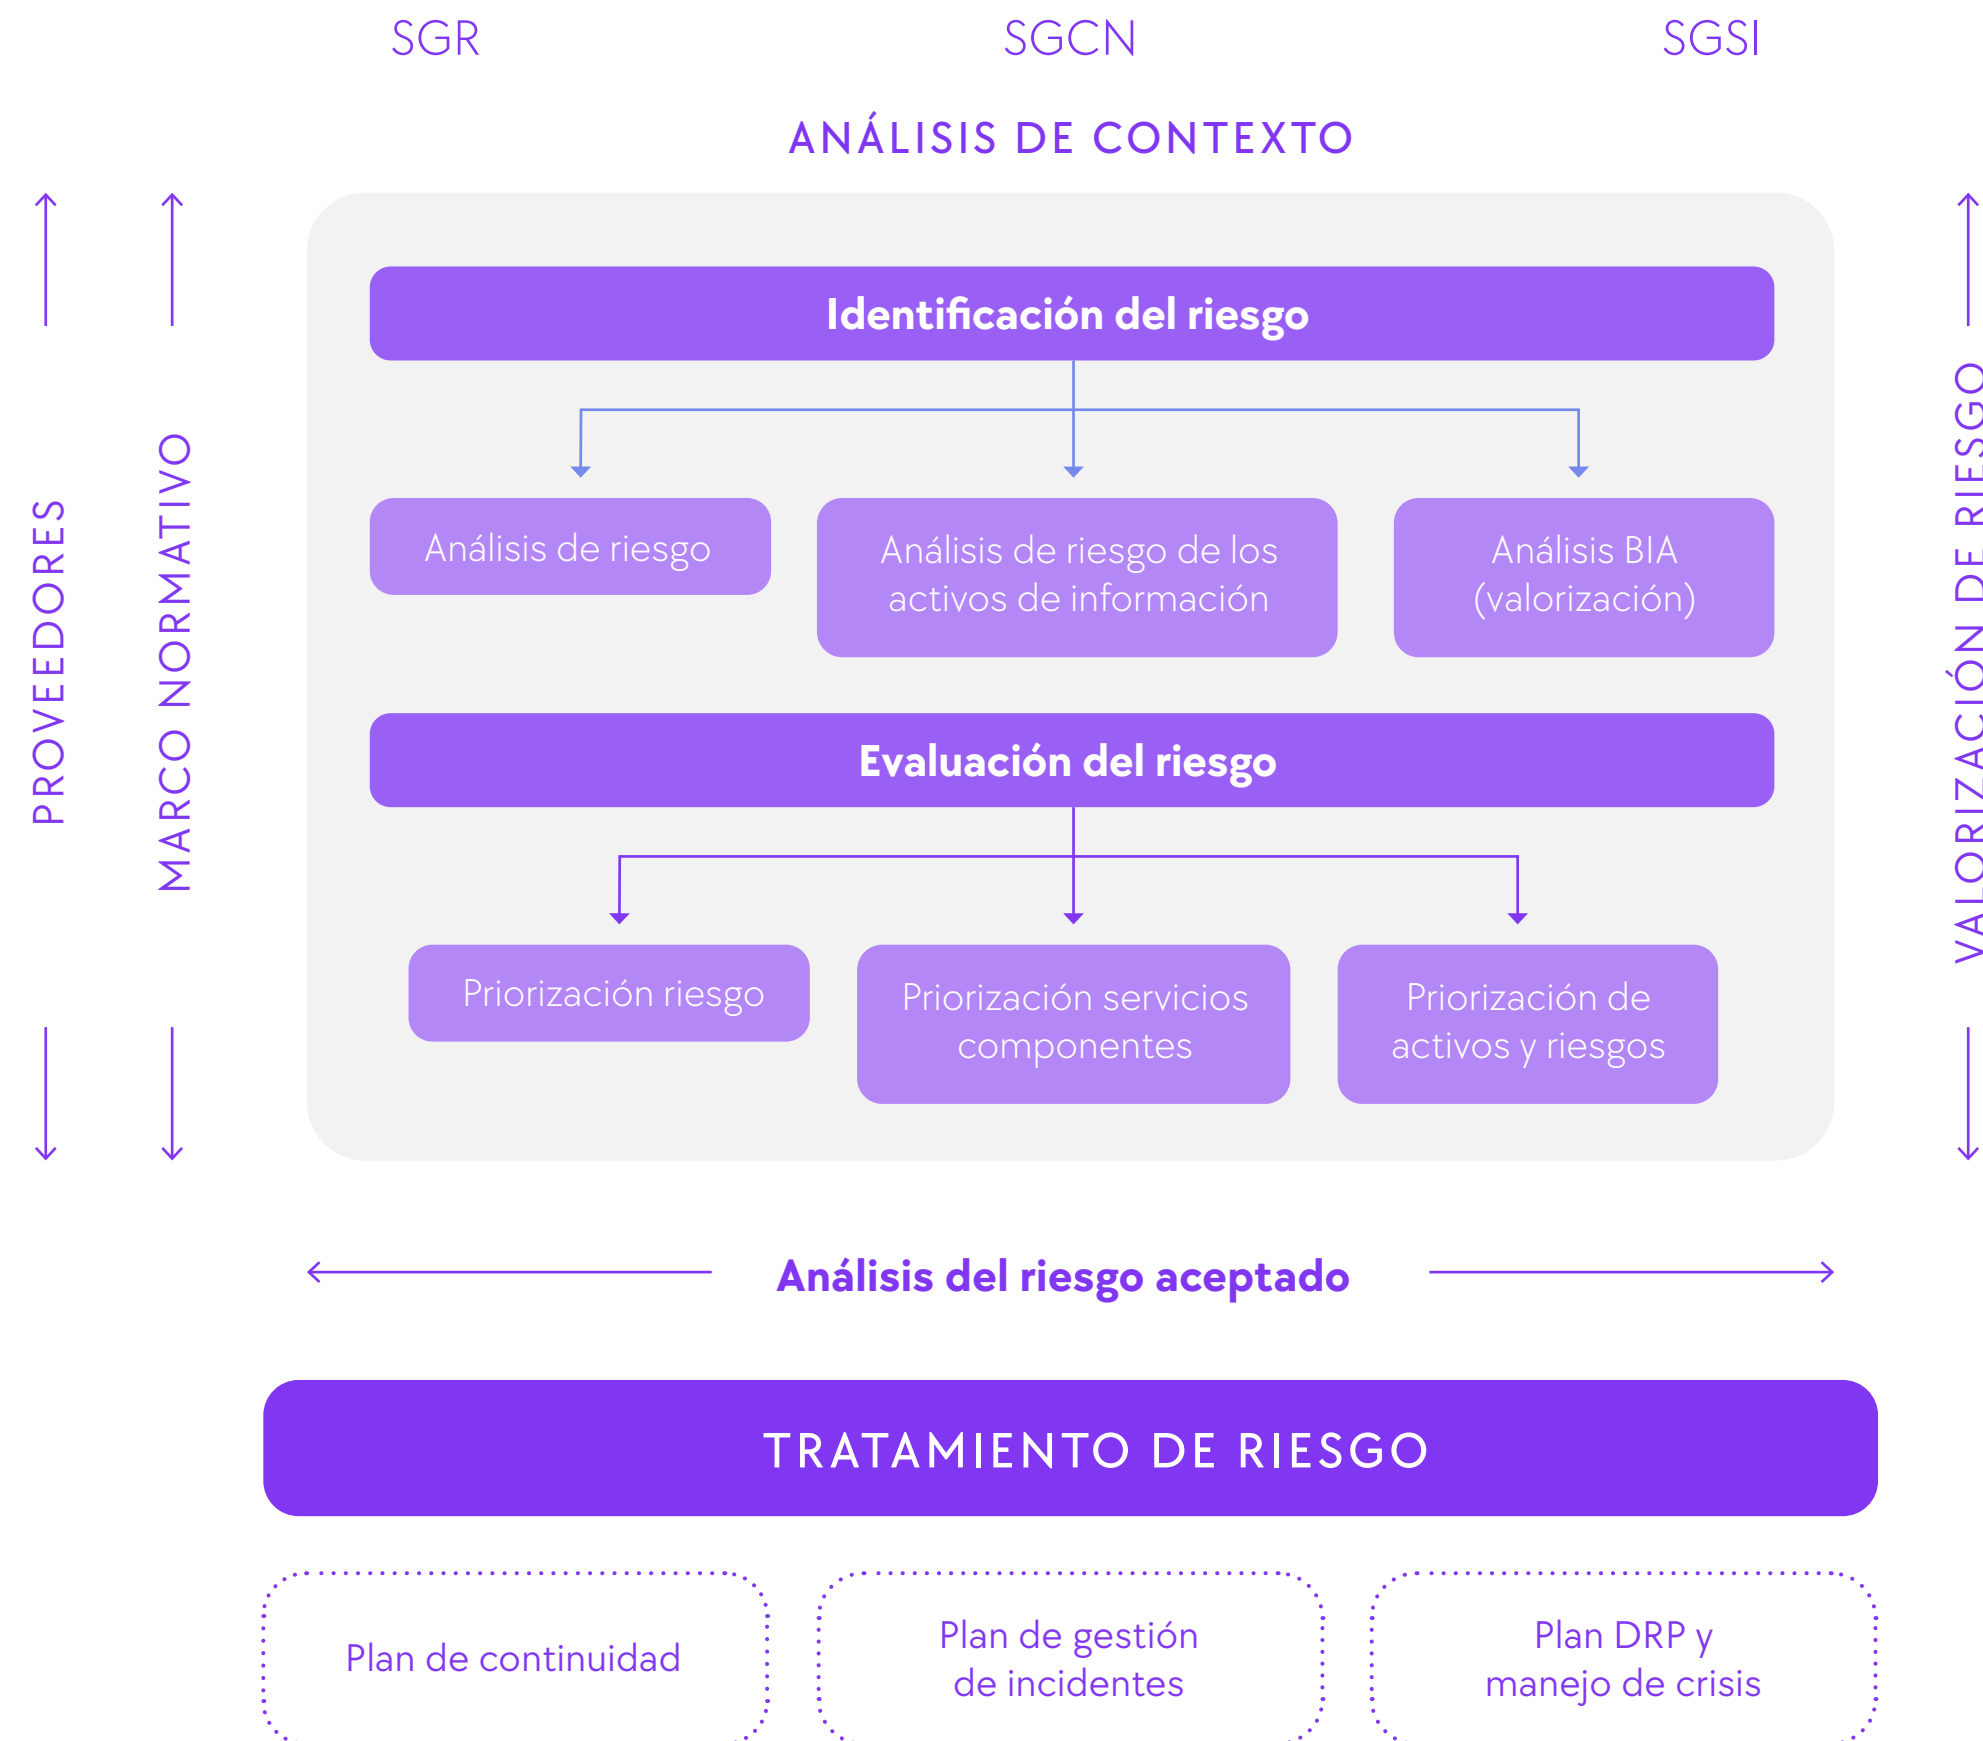 SGR
SGCN
SGSI
ANÁLISIS DE CONTEXTO
PROVEEDORES
MARCO NORMATIVO
Identificación del riesgo
Análisis de riesgo
Análisis de riesgo de los
activos de información
Análisis BIA
(valorización)
Evaluación del riesgo
Priorización riesgo
Priorización servicios
componentes
Priorización de
activos y riesgos
VALORIZACIÓN DE RIESGO
Análisis del riesgo aceptado
TRATAMIENTO DE RIESGO
Plan de continuidad
Plan de gestión
de incidentes
Plan DRP y
manejo de crisis